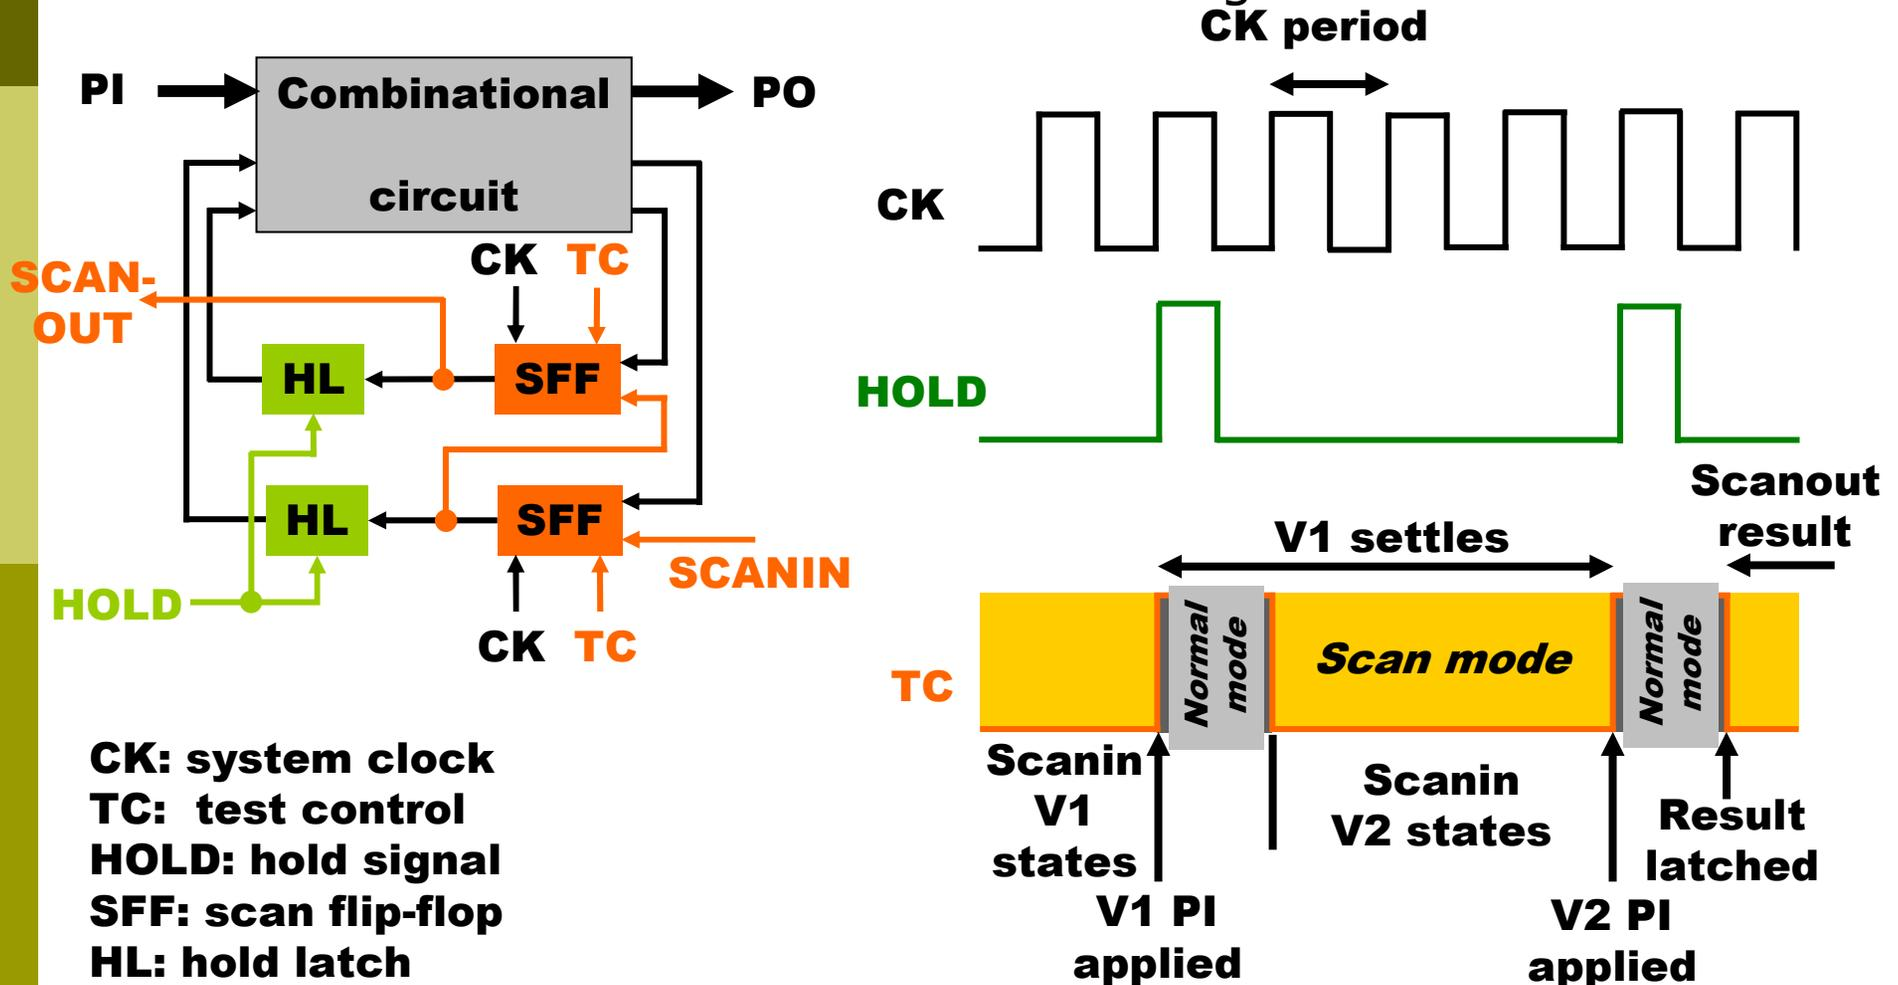 CK period
PI
Combinational
circuit
PO
CK TC
SCAN-
OUT
HL
SFF
HL
SFF
SCANIN
HOLD
CK TC
CK: system clock
TC: test control
HOLD: hold signal
SFF: scan flip-flop
HL: hold latch
CK
HOLD
Scanout
result
V1 settles
TC
Normal
mode
Scan mode
Normal
mode
Scanin
V1
states
Scanin
V2 states
Result
latched
V1 PI
applied
V2 PI
applied